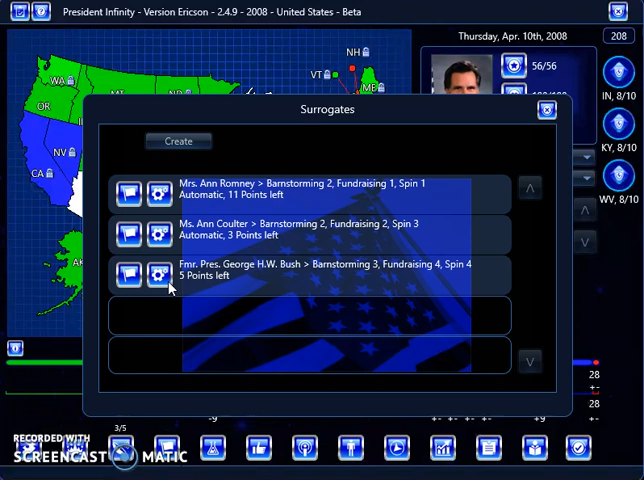 President Infinity - Version Ericson - 2.4.9 - 2008 - United States - Beta
Thursday, Apr. 10th, 2008
208
NH
VT
ME
WA
OR
NV
CA
56/56
IN, 8/10
KY, 8/10
WV, 8/10
Surrogates
Create
Mrs. Ann Romney > Barnstorming 2, Fundraising 1, Spin 1
Automatic, 11 Points left
Ms. Ann Coulter > Barnstorming 2, Fundraising 2, Spin 3
Automatic, 3 Points left
Fmr. Pres. George H.W. Bush > Barnstorming 3, Fundraising 4, Spin 4
5 Points left
28
+-
28
+-
3/5
-9
+- +- +- +-
+9
RECORDED WITH
SCREENCAST MATIC